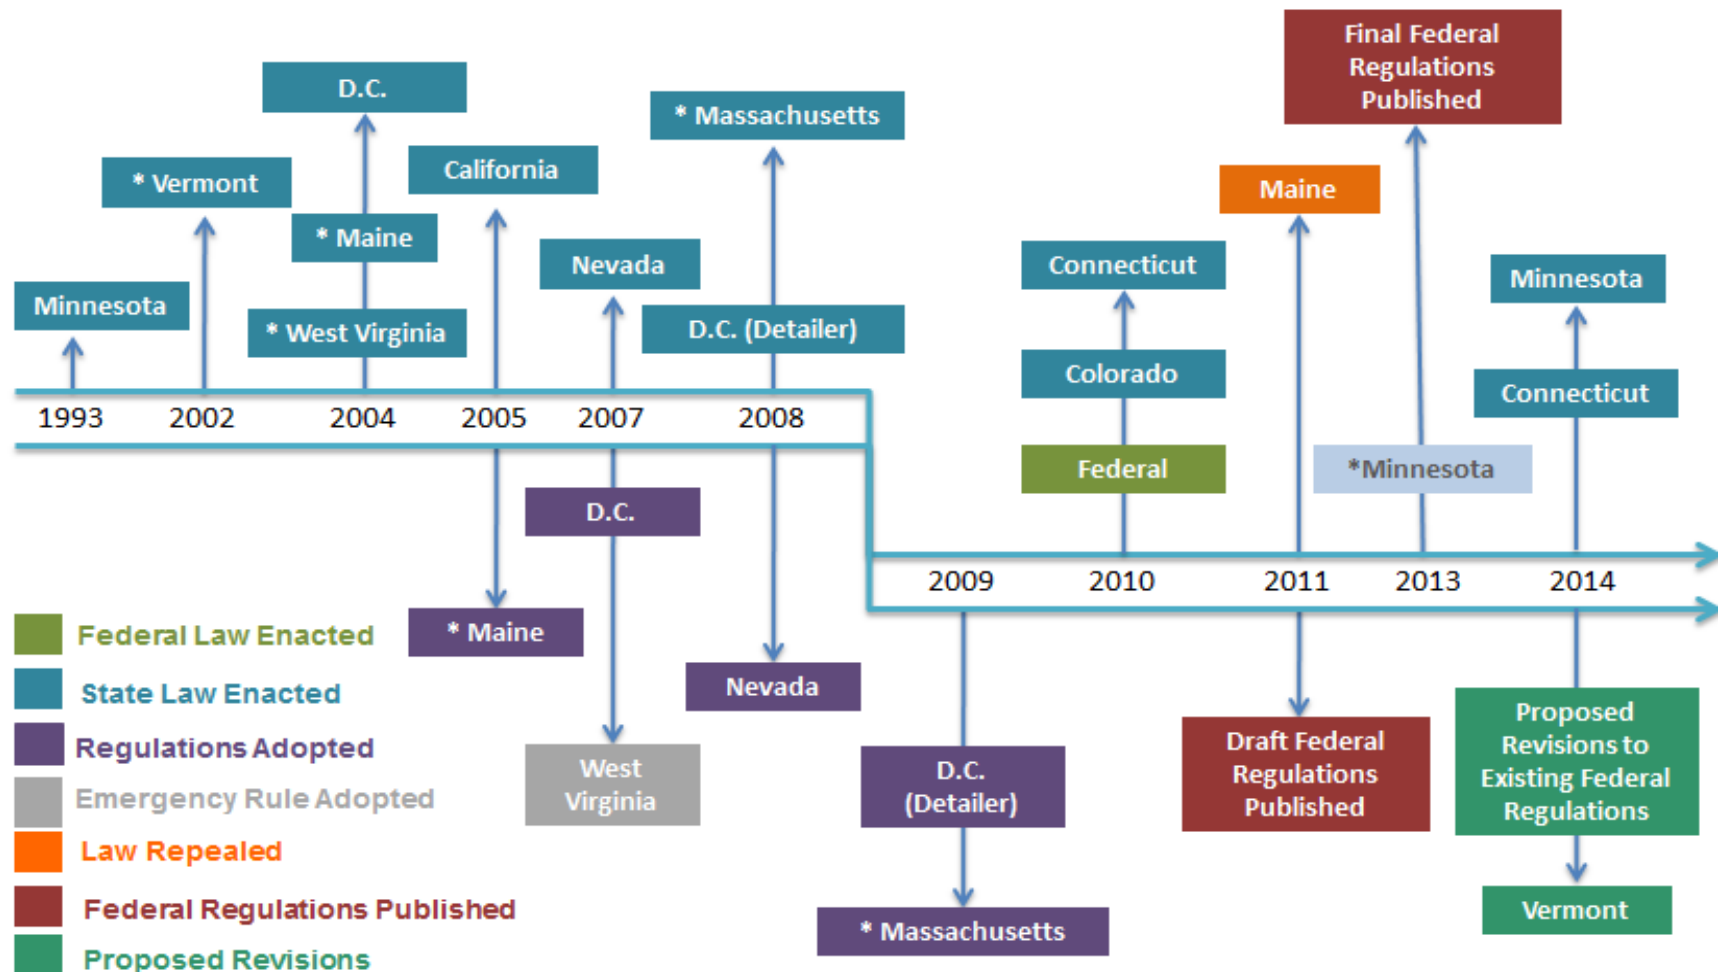 Final Federal
Regulations
Published
D.C.
* Massachusetts
California
* Vermont
Maine
* Maine
Nevada
Connecticut
Minnesota
Minnesota
* West Virginia
D.C. (Detailer)
Colorado
Connecticut
1993
2002
2004
2005
2007
2008
Federal
*Minnesota
D.C.
2009
2010
2011
2013
2014
* Maine
Nevada
West
Virginia
D.C.
(Detailer)
Draft Federal
Regulations
Published
Proposed
Revisions to
Existing Federal
Regulations
* Massachusetts
Vermont
Federal Law Enacted
State Law Enacted
Regulations Adopted
Emergency Rule Adopted
Law Repealed
Federal Regulations Published
Proposed Revisions